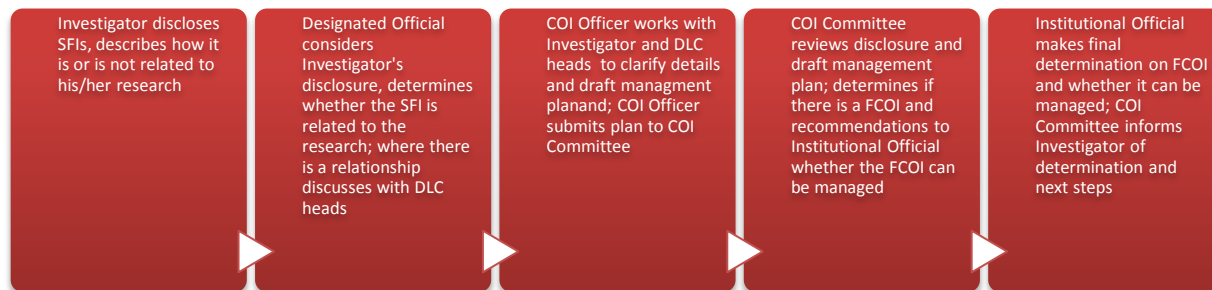 Investigator discloses
SFIs, describes how it
is or is not related to
his/her research
Designated Official
considers
Investigator's
disclosure, determines
whether the SFI is
related to the
research; where there
is a relationship
discusses with DLC
heads
COI Officer works with
Investigator and DLC
heads to clarify details
and draft managment
planand; COI Officer
submits plan to COI
Committee
COI Committee
reviews disclosure and
draft management
plan; determines if
there is a FCOI and
recommendations to
Institutional Official
whether the FCOI can
be managed
Institutional Official
makes final
determination on FCOI
and whether it can be
managed; COI
Committee informs
Investigator of
determination and
next steps